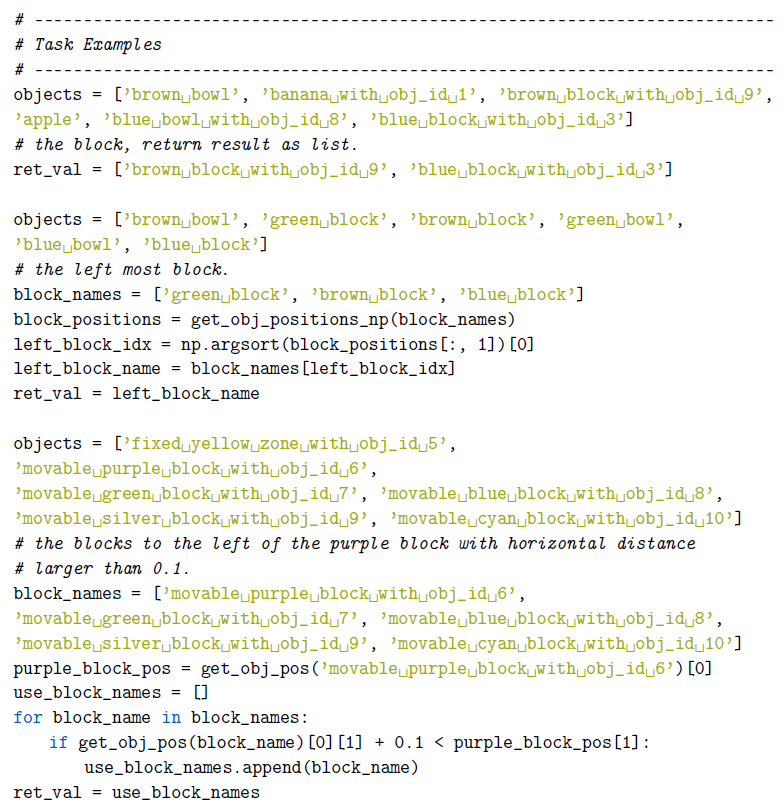 # ---------------------------------------------------------------------------
# Task Examples
# ---------------------------------------------------------------------------
objects = ['brown␣bowl', 'banana␣with␣obj_id␣1', 'brown␣block␣with␣obj_id␣9',
'apple', 'blue␣bowl␣with␣obj_id␣8', 'blue␣block␣with␣obj_id␣3']
# the block, return result as list.
ret_val = ['brown␣block␣with␣obj_id␣9', 'blue␣block␣with␣obj_id␣3']

objects = ['brown␣bowl', 'green␣block', 'brown␣block', 'green␣bowl',
'blue␣bowl', 'blue␣block']
# the left most block.
block_names = ['green␣block', 'brown␣block', 'blue␣block']
block_positions = get_obj_positions_np(block_names)
left_block_idx = np.argsort(block_positions[:, 1])[0]
left_block_name = block_names[left_block_idx]
ret_val = left_block_name

objects = ['fixed␣yellow␣zone␣with␣obj_id␣5',
'movable␣purple␣block␣with␣obj_id␣6',
'movable␣green␣block␣with␣obj_id␣7', 'movable␣blue␣block␣with␣obj_id␣8',
'movable␣silver␣block␣with␣obj_id␣9', 'movable␣cyan␣block␣with␣obj_id␣10']
# the blocks to the left of the purple block with horizontal distance
# larger than 0.1.
block_names = ['movable␣purple␣block␣with␣obj_id␣6',
'movable␣green␣block␣with␣obj_id␣7', 'movable␣blue␣block␣with␣obj_id␣8',
'movable␣silver␣block␣with␣obj_id␣9', 'movable␣cyan␣block␣with␣obj_id␣10']
purple_block_pos = get_obj_pos('movable␣purple␣block␣with␣obj_id␣6')[0]
use_block_names = []
for block_name in block_names:
    if get_obj_pos(block_name)[0][1] + 0.1 < purple_block_pos[1]:
        use_block_names.append(block_name)
ret_val = use_block_names